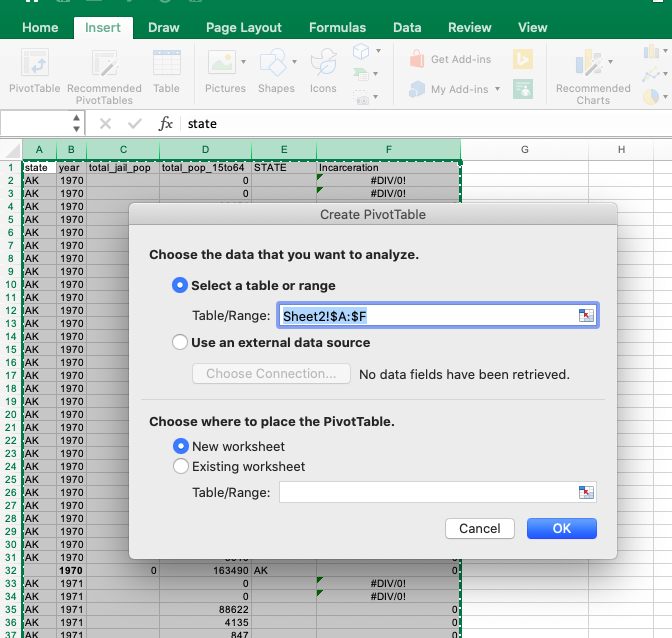 Home Insert Draw Page Layout Formulas Data Review View
Get Add-ins
My Add-ins
PivotTable Recommended PivotTables Table Pictures Shapes Icons Recommended Charts
fx state
A B C D E F G H
1 state year total_jail_pop total_pop_15to64 STATE Incarceration
2 AK 1970 0 #DIV/0!
3 AK 1970 0 #DIV/0!
4 AK 1970
5 AK 1970
6 AK 1970
7 AK 1970
8 AK 1970
9 AK 1970
10 AK 1970
11 AK 1970
12 AK 1970
13 AK 1970
14 AK 1970
15 AK 1970
16 AK 1970
17 AK 1970
18 AK 1970
19 AK 1970
20 AK 1970
21 AK 1970
22 AK 1970
23 AK 1970
24 AK 1970
25 AK 1970
26 AK 1970
27 AK 1970
28 AK 1970
29 AK 1970
30 AK 1970
31 AK 1970
32 1970 0 163490 AK 0
33 AK 1971 0 #DIV/0!
34 AK 1971 0 #DIV/0!
35 AK 1971 88622 0
36 AK 1971 4135 0
37 AK 1971 847 0
Create PivotTable
Choose the data that you want to analyze.
Select a table or range
Table/Range: Sheet2!$A:$F
Use an external data source
Choose Connection... No data fields have been retrieved.
Choose where to place the PivotTable.
New worksheet
Existing worksheet
Table/Range:
Cancel OK